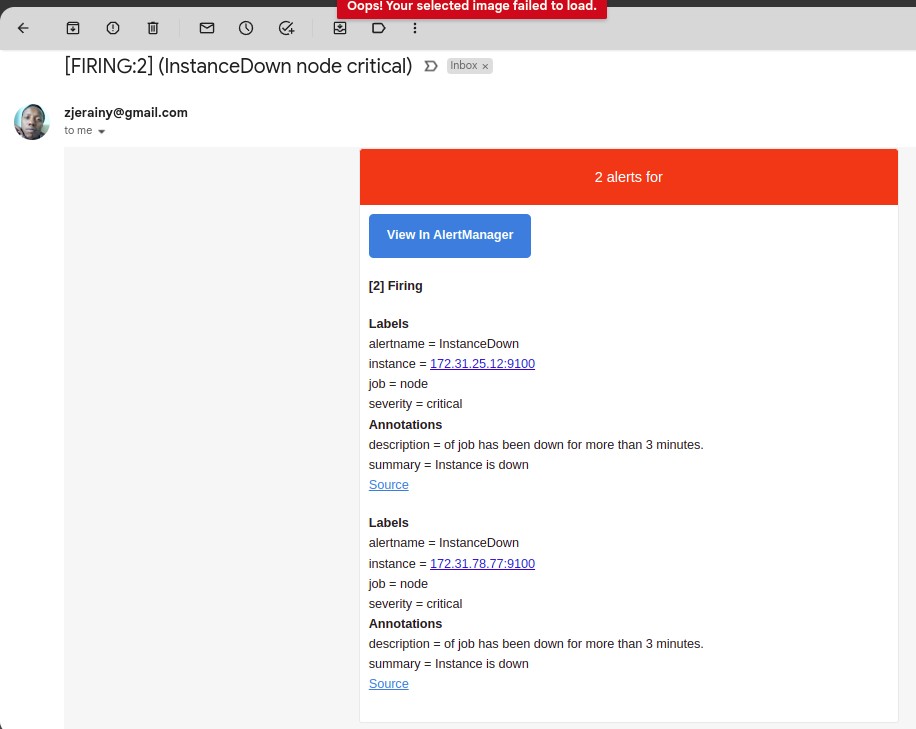 Oops! Your selected image failed to load.
[FIRING:2] (InstanceDown node critical)
Inbox ×
zjerainy@gmail.com
to me
2 alerts for
View In AlertManager
[2] Firing
Labels
alertname = InstanceDown
instance = 172.31.25.12:9100
job = node
severity = critical
Annotations
description = of job has been down for more than 3 minutes.
summary = Instance is down
Source
Labels
alertname = InstanceDown
instance = 172.31.78.77:9100
job = node
severity = critical
Annotations
description = of job has been down for more than 3 minutes.
summary = Instance is down
Source